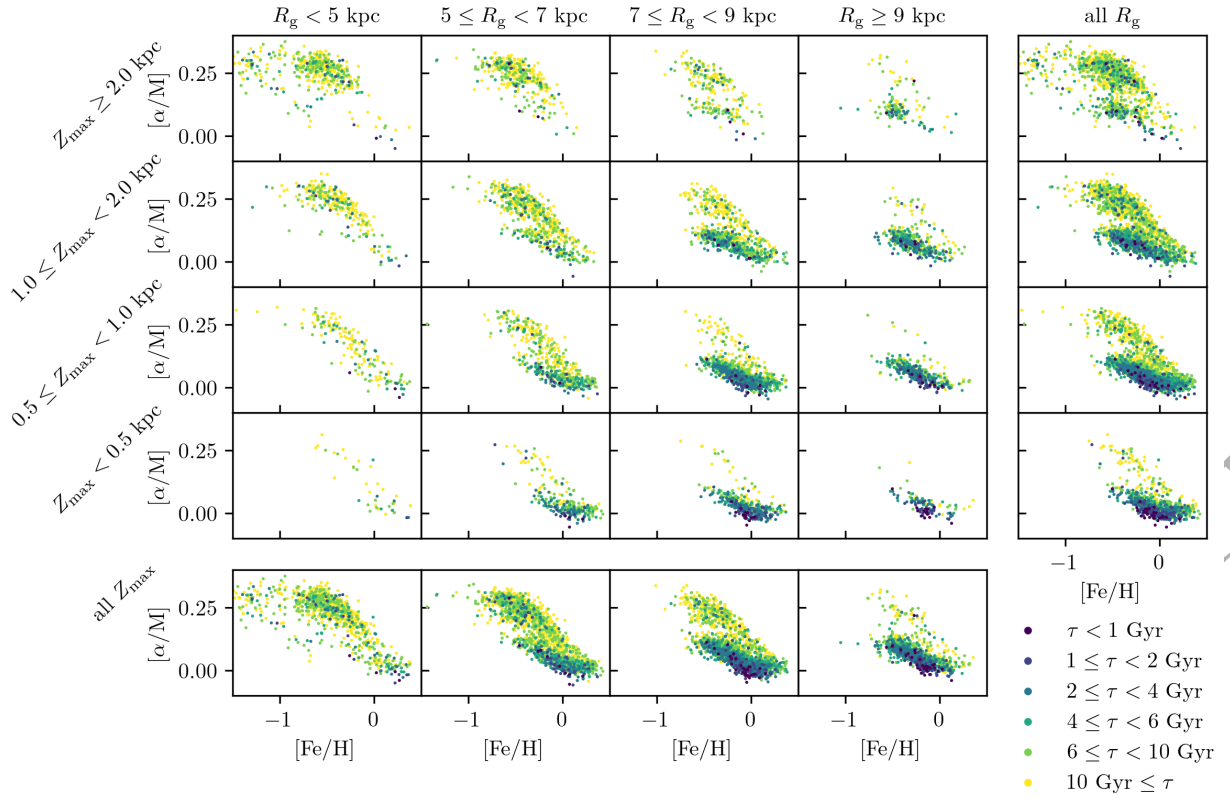 R_g < 5 kpc 5 ≤ R_g < 7 kpc 7 ≤ R_g < 9 kpc R_g ≥ 9 kpc all R_g
Z_max ≥ 2.0 kpc
[α/M]
0.25
0.00
1.0 ≤ Z_max < 2.0 kpc
[α/M]
0.25
0.00
0.5 ≤ Z_max < 1.0 kpc
[α/M]
0.25
0.00
Z_max < 0.5 kpc
[α/M]
0.25
0.00
−1 0
[Fe/H]
all Z_max
[α/M]
0.25
0.00
−1 0 −1 0 −1 0 −1 0
[Fe/H] [Fe/H] [Fe/H] [Fe/H]
τ < 1 Gyr
1 ≤ τ < 2 Gyr
2 ≤ τ < 4 Gyr
4 ≤ τ < 6 Gyr
6 ≤ τ < 10 Gyr
10 Gyr ≤ τ